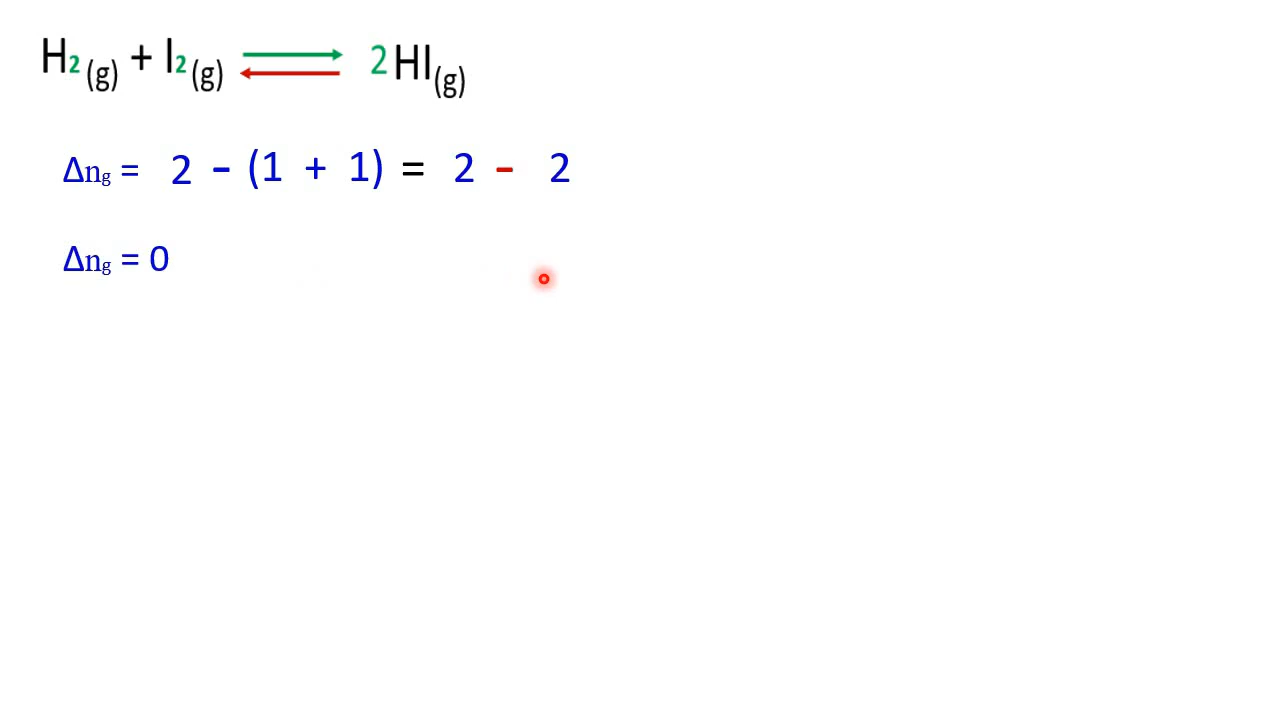 H₂ (g) + I₂ (g) ⇌ 2HI(g)
Δng = 2 - (1 + 1) = 2 - 2
Δng = 0